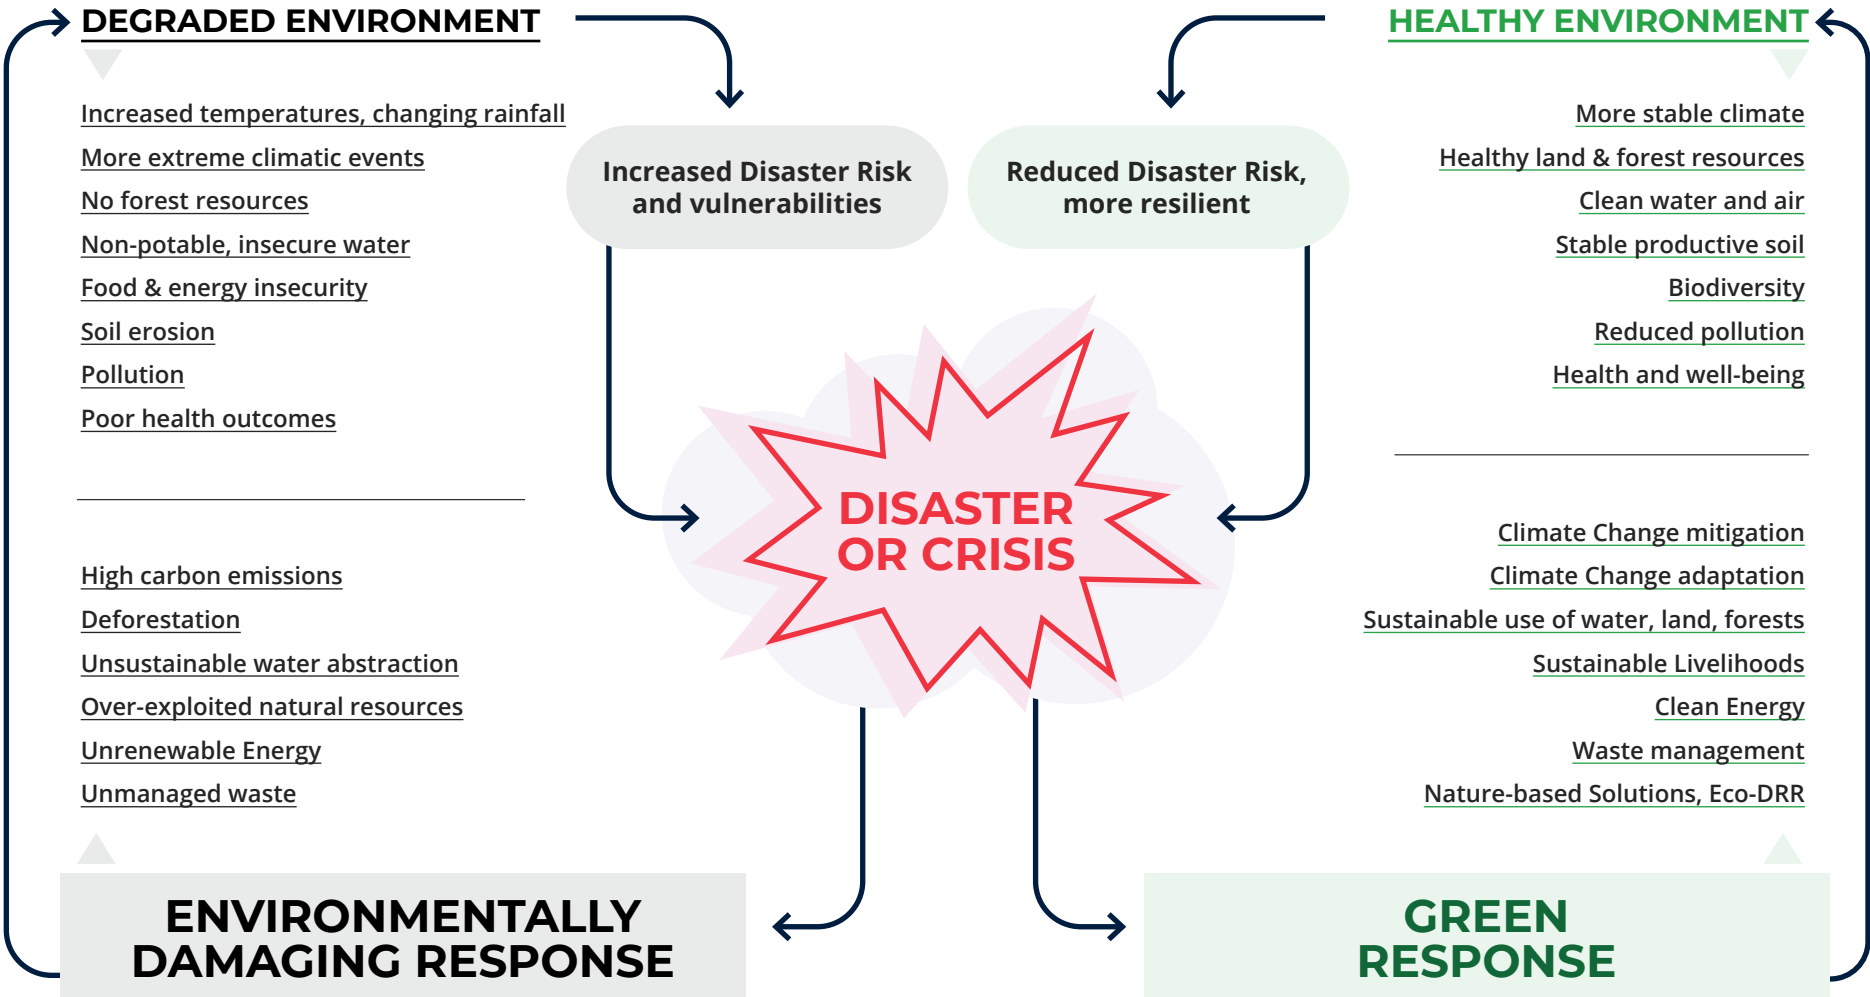 DEGRADED ENVIRONMENT
Increased temperatures, changing rainfall
More extreme climatic events
No forest resources
Non-potable, insecure water
Food & energy insecurity
Soil erosion
Pollution
Poor health outcomes
High carbon emissions
Deforestation
Unsustainable water abstraction
Over-exploited natural resources
Unrenewable Energy
Unmanaged waste
ENVIRONMENTALLY
DAMAGING RESPONSE
Increased Disaster Risk
and vulnerabilities
Reduced Disaster Risk,
more resilient
DISASTER
OR CRISIS
HEALTHY ENVIRONMENT
More stable climate
Healthy land & forest resources
Clean water and air
Stable productive soil
Biodiversity
Reduced pollution
Health and well-being
Climate Change mitigation
Climate Change adaptation
Sustainable use of water, land, forests
Sustainable Livelihoods
Clean Energy
Waste management
Nature-based Solutions, Eco-DRR
GREEN
RESPONSE